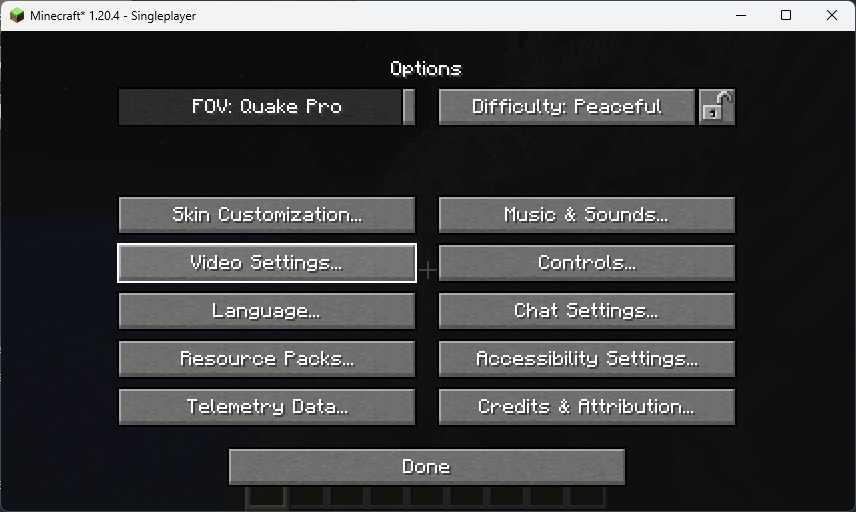 Minecraft* 1.20.4 - Singleplayer
Options
FOV: Quake Pro
Difficulty: Peaceful
Skin Customization...
Music & Sounds...
Video Settings...
Controls...
Language...
Chat Settings...
Resource Packs...
Accessibility Settings...
Telemetry Data...
Credits & Attribution...
Done